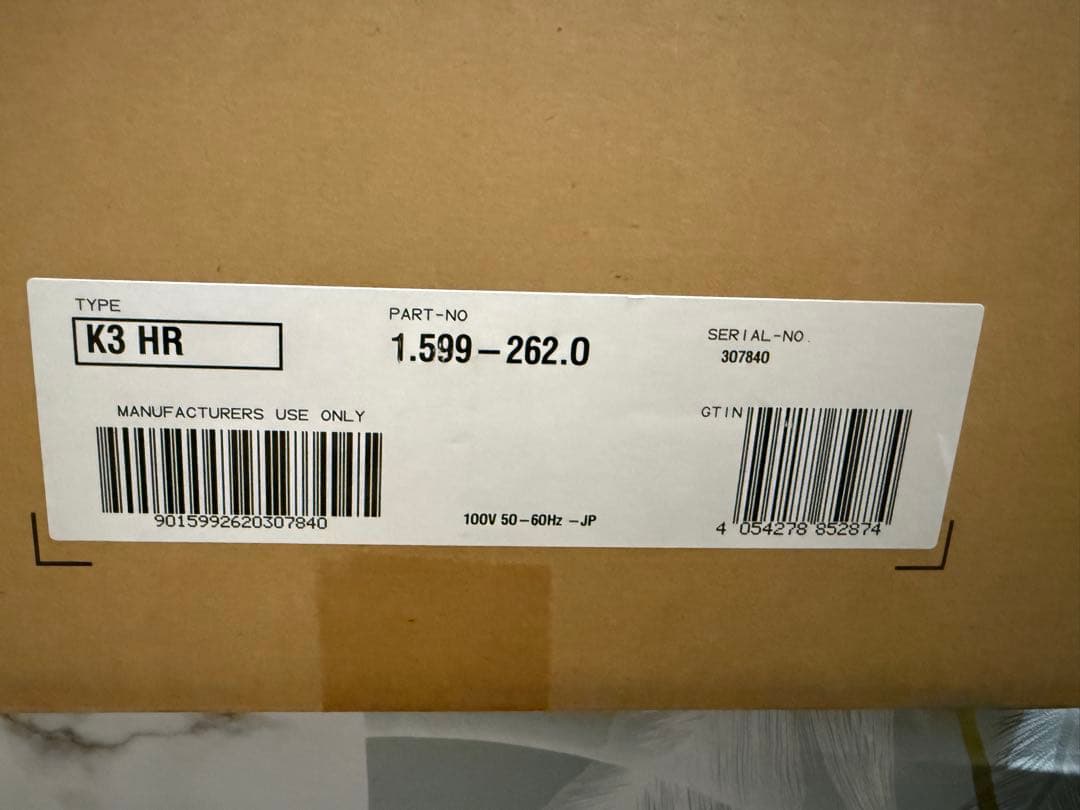 TYPE
K3 HR
PART-NO
1.599-262.0
SERIAL-NO.
307840
MANUFACTURERS USE ONLY
9015992620307840
100V 50-60Hz -JP
GTIN
4 054278 852874